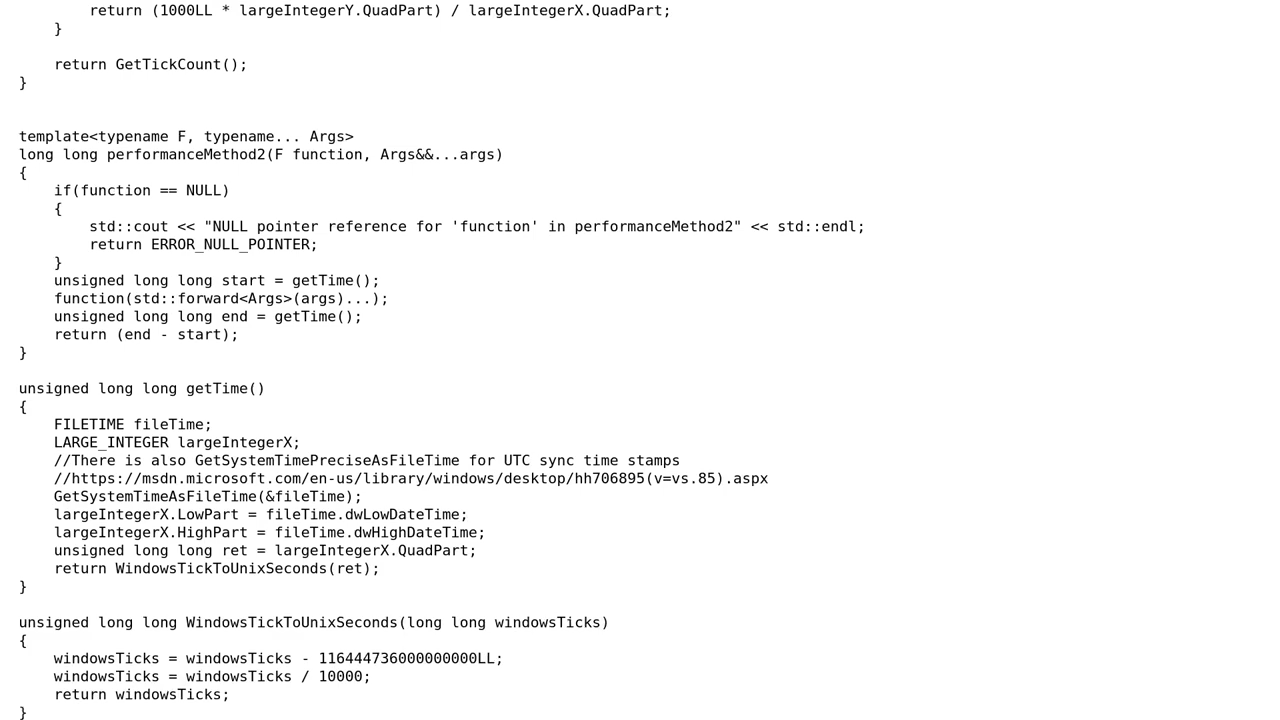 return (1000LL * largeIntegerY.QuadPart) / largeIntegerX.QuadPart;
    }

    return GetTickCount();
}


template<typename F, typename... Args>
long long performanceMethod2(F function, Args&&...args)
{
    if(function == NULL)
    {
        std::cout << "NULL pointer reference for 'function' in performanceMethod2" << std::endl;
        return ERROR_NULL_POINTER;
    }
    unsigned long long start = getTime();
    function(std::forward<Args>(args)...);
    unsigned long long end = getTime();
    return (end - start);
}

unsigned long long getTime()
{
    FILETIME fileTime;
    LARGE_INTEGER largeIntegerX;
    //There is also GetSystemTimePreciseAsFileTime for UTC sync time stamps
    //https://msdn.microsoft.com/en-us/library/windows/desktop/hh706895(v=vs.85).aspx
    GetSystemTimeAsFileTime(&fileTime);
    largeIntegerX.LowPart = fileTime.dwLowDateTime;
    largeIntegerX.HighPart = fileTime.dwHighDateTime;
    unsigned long long ret = largeIntegerX.QuadPart;
    return WindowsTickToUnixSeconds(ret);
}

unsigned long long WindowsTickToUnixSeconds(long long windowsTicks)
{
    windowsTicks = windowsTicks - 116444736000000000LL;
    windowsTicks = windowsTicks / 10000;
    return windowsTicks;
}